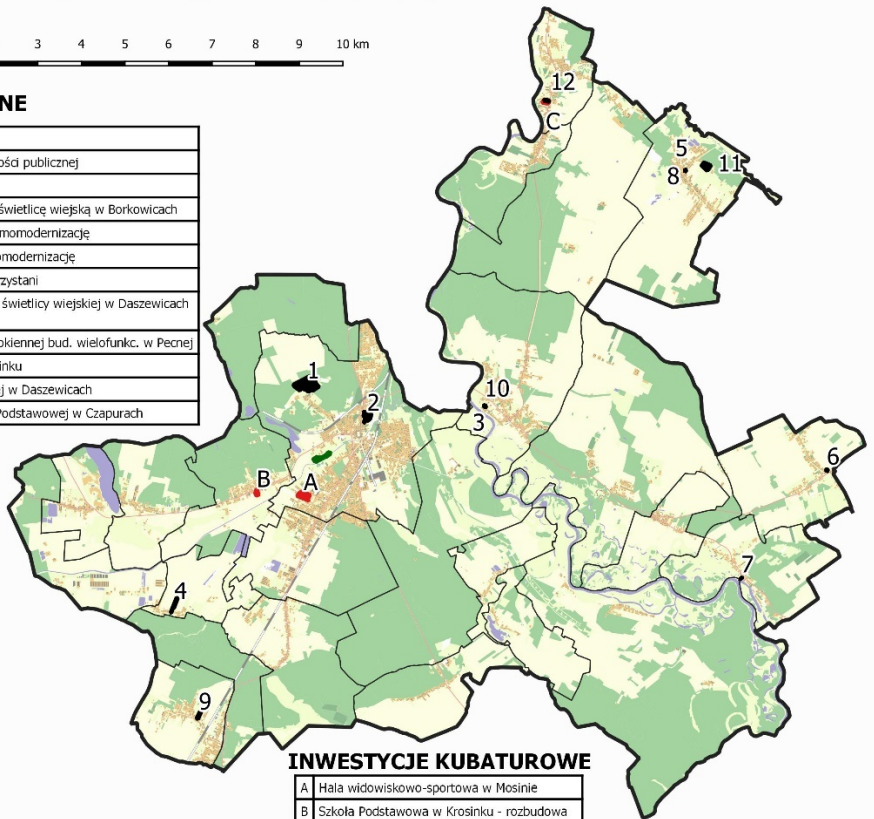 3 4 5 6 7 8 9 10 km
NE
ości publicznej
świetlicę wiejską w Borkowicach
momodernizację
omodernizację
zystani
świetlicy wiejskiej w Daszewicach
okiennej bud. wielofunkc. w Pecnej
inku
j w Daszewicach
Podstawowej w Czapurach
12
C
5
11
8
1
2
10
3
B
A
6
7
4
9
INWESTYCJE KUBATUROWE
A Hala widowiskowo-sportowa w Mosinie
B Szkoła Podstawowa w Krosinku - rozbudowa